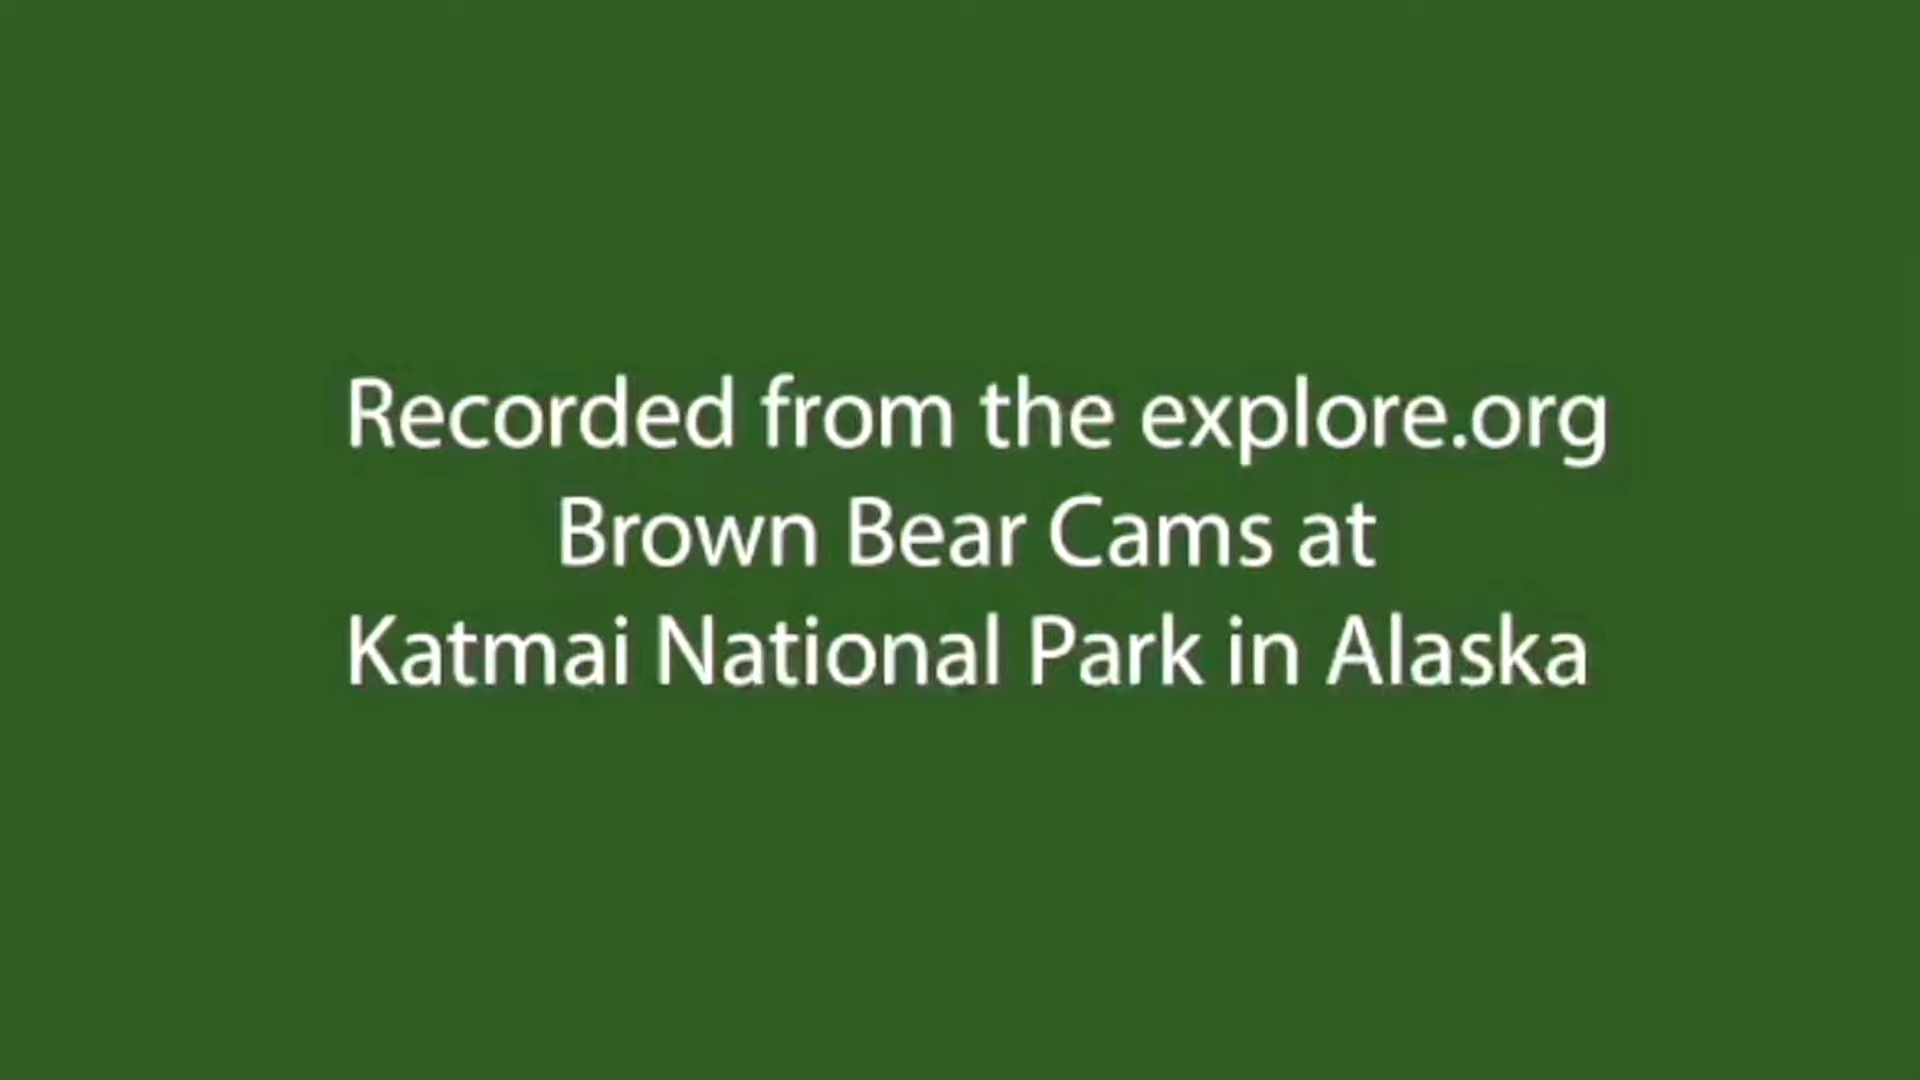 Recorded from the explore.org
Brown Bear Cams at
Katmai National Park in Alaska